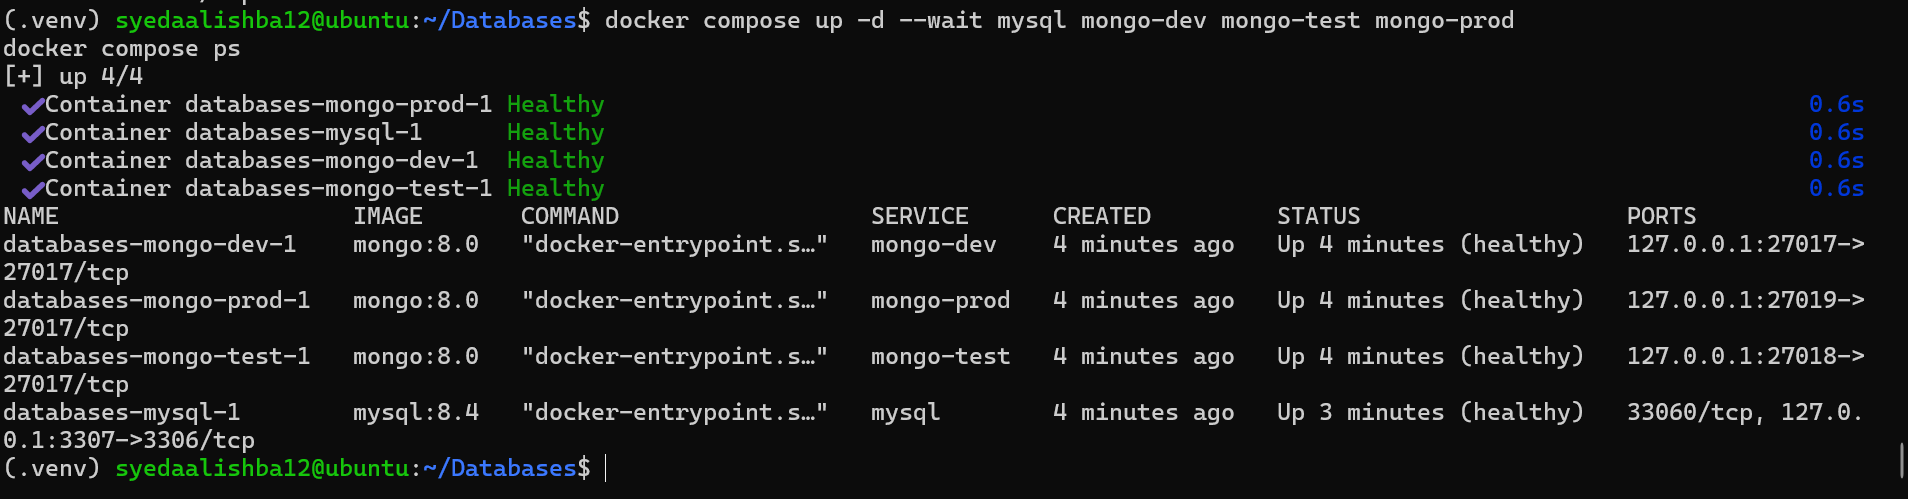 (.venv) syedaalishba12@ubuntu:~/Databases$ docker compose up -d --wait mysql mongo-dev mongo-test mongo-prod
docker compose ps
[+] up 4/4
✔Container databases-mongo-prod-1 Healthy 0.6s
✔Container databases-mysql-1 Healthy 0.6s
✔Container databases-mongo-dev-1 Healthy 0.6s
✔Container databases-mongo-test-1 Healthy 0.6s
NAME IMAGE COMMAND SERVICE CREATED STATUS PORTS
databases-mongo-dev-1 mongo:8.0 "docker-entrypoint.s…" mongo-dev 4 minutes ago Up 4 minutes (healthy) 127.0.0.1:27017->
27017/tcp
databases-mongo-prod-1 mongo:8.0 "docker-entrypoint.s…" mongo-prod 4 minutes ago Up 4 minutes (healthy) 127.0.0.1:27019->
27017/tcp
databases-mongo-test-1 mongo:8.0 "docker-entrypoint.s…" mongo-test 4 minutes ago Up 4 minutes (healthy) 127.0.0.1:27018->
27017/tcp
databases-mysql-1 mysql:8.4 "docker-entrypoint.s…" mysql 4 minutes ago Up 3 minutes (healthy) 33060/tcp, 127.0.
0.1:3307->3306/tcp
(.venv) syedaalishba12@ubuntu:~/Databases$